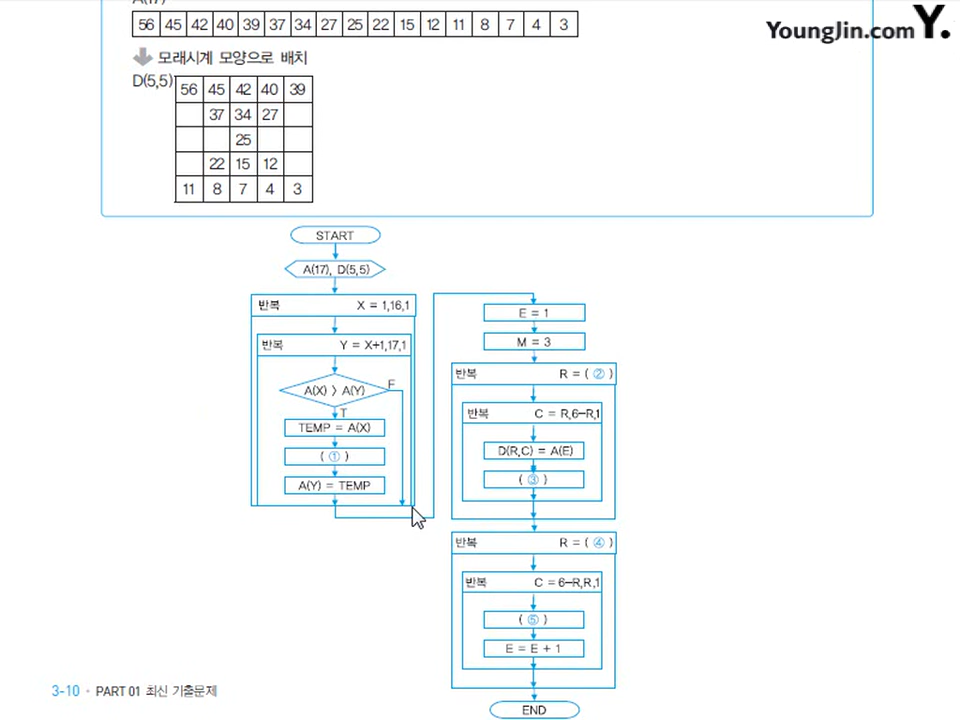 A(17)
56 45 42 40 39 37 34 27 25 22 15 12 11 8 7 4 3
YoungJin.com Y.
모래시계 모양으로 배치
D(5,5)
56 45 42 40 39
37 34 27
25
22 15 12
11 8 7 4 3
START
A(17), D(5,5)
반복 X = 1,16,1
반복 Y = X+1,17,1
A(X) > A(Y) F
T
TEMP = A(X)
( ① )
A(Y) = TEMP
E = 1
M = 3
반복 R = ( ② )
반복 C = R,6-R,1
D(R,C) = A(E)
( ③ )
반복 R = ( ④ )
반복 C = 6-R,R,1
( ⑤ )
E = E + 1
END
3-10 • PART 01 최신 기출문제